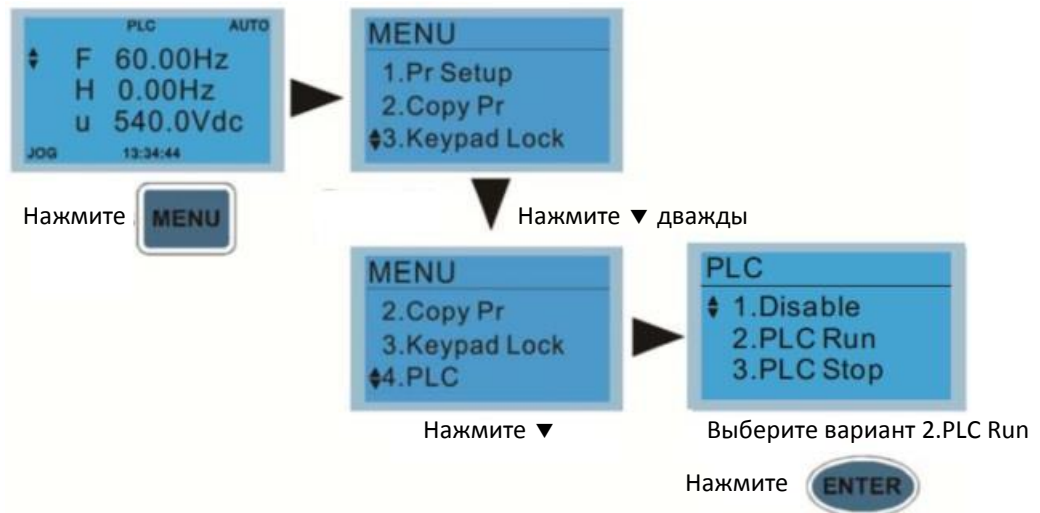 PLC AUTO
F 60.00Hz
H 0.00Hz
u 540.0Vdc
JOG 13:34:44
Нажмите MENU
MENU
1.Pr Setup
2.Copy Pr
3.Keypad Lock
Нажмите ▼ дважды
MENU
2.Copy Pr
3.Keypad Lock
4.PLC
Нажмите ▼
PLC
1.Disable
2.PLC Run
3.PLC Stop
Выберите вариант 2.PLC Run
Нажмите ENTER